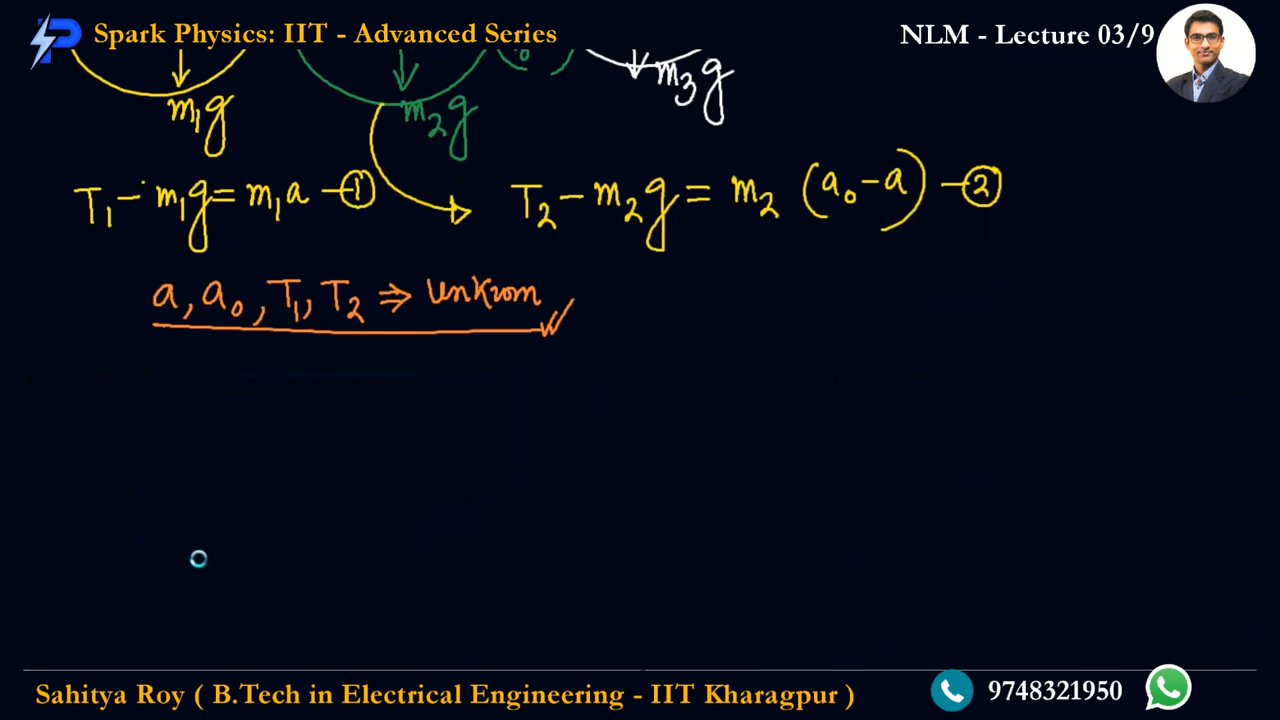 Spark Physics: IIT - Advanced Series
NLM - Lecture 03/9
m₁g
m₂g
m₃g
T₁ - m₁g = m₁a - ①
T₂ - m₂g = m₂ (a₀ - a) - ②
a, a₀, T₁, T₂ ⇒ unknown
Sahitya Roy ( B.Tech in Electrical Engineering - IIT Kharagpur )
9748321950